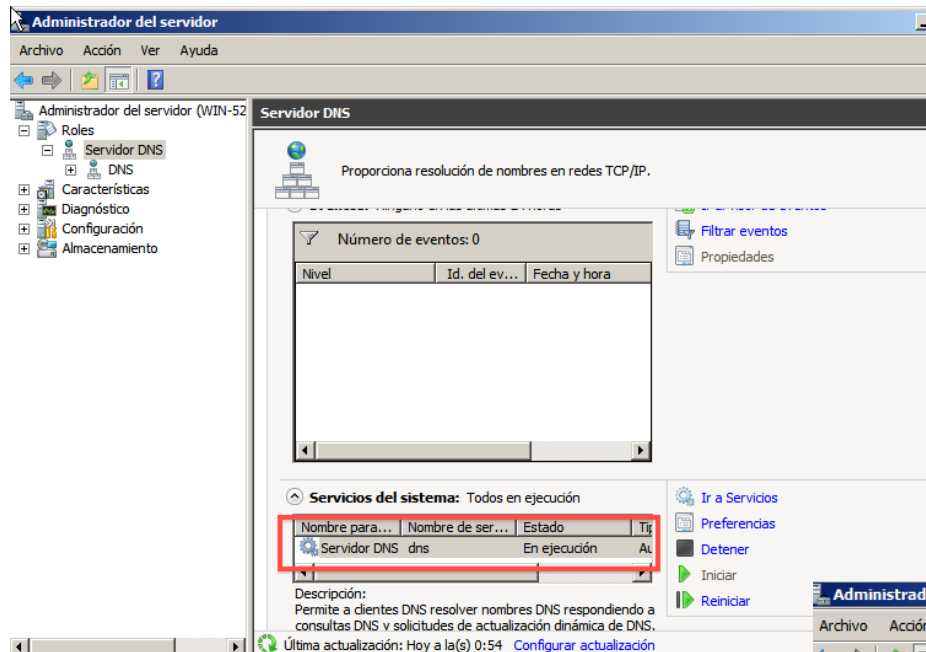 Administrador del servidor
Archivo Acción Ver Ayuda
Administrador del servidor (WIN-52
Roles
Servidor DNS
DNS
Características
Diagnóstico
Configuración
Almacenamiento
Servidor DNS
Proporciona resolución de nombres en redes TCP/IP.
Número de eventos: 0
Nivel Id. del ev... Fecha y hora
Filtrar eventos
Propiedades
Servicios del sistema: Todos en ejecución
Nombre para... Nombre de ser... Estado Tip
Servidor DNS dns En ejecución Au
Descripción:
Permite a clientes DNS resolver nombres DNS respondiendo a
consultas DNS y solicitudes de actualización dinámica de DNS.
Ir a Servicios
Preferencias
Detener
Iniciar
Reiniciar
Última actualización: Hoy a la(s) 0:54 Configurar actualización
Administrad
Archivo Acción